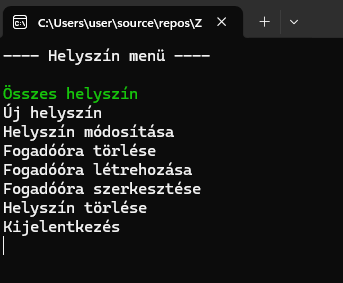 C:\Users\user\source\repos\Z
---- Helyszín menü ----
Összes helyszín
Új helyszín
Helyszín módosítása
Fogadóóra törlése
Fogadóóra létrehozása
Fogadóóra szerkesztése
Helyszín törlése
Kijelentkezés